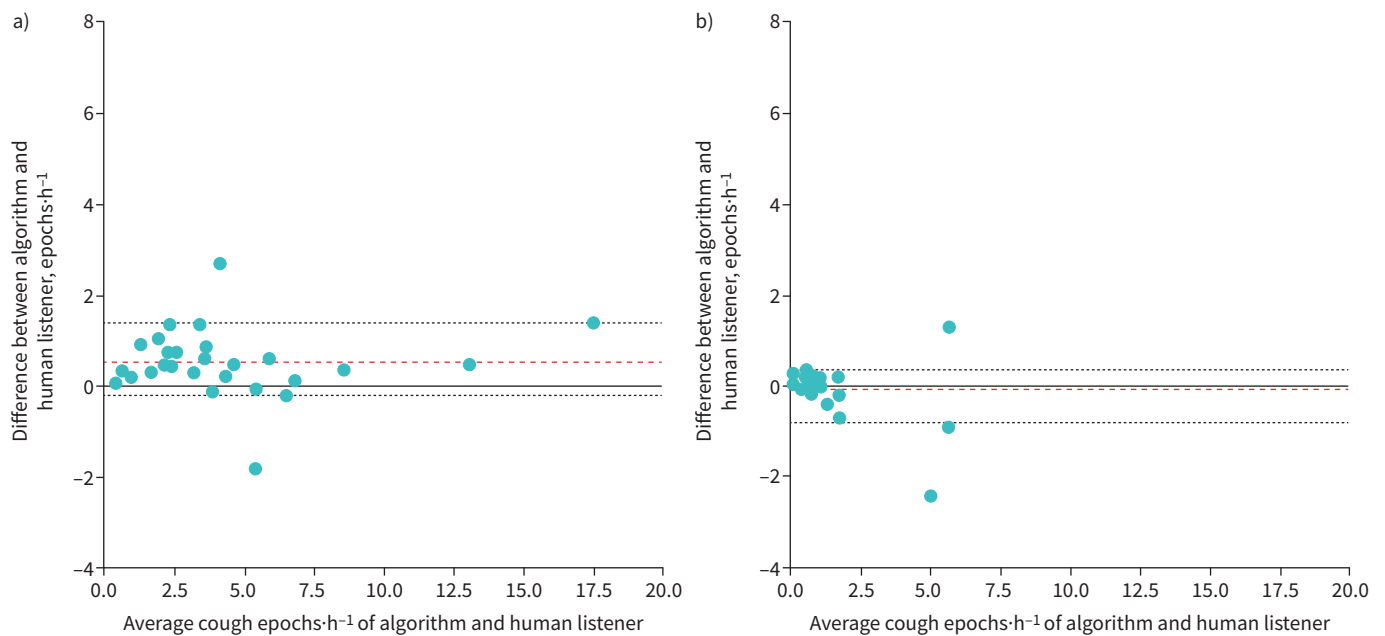 a)
8
6
4
2
0
–2
–4
Difference between algorithm and
human listener, epochs·h–1
0.0 2.5 5.0 7.5 10.0 12.5 15.0 17.5 20.0
Average cough epochs·h–1 of algorithm and human listener
b)
8
6
4
2
0
–2
–4
Difference between algorithm and
human listener, epochs·h–1
0.0 2.5 5.0 7.5 10.0 12.5 15.0 17.5 20.0
Average cough epochs·h–1 of algorithm and human listener